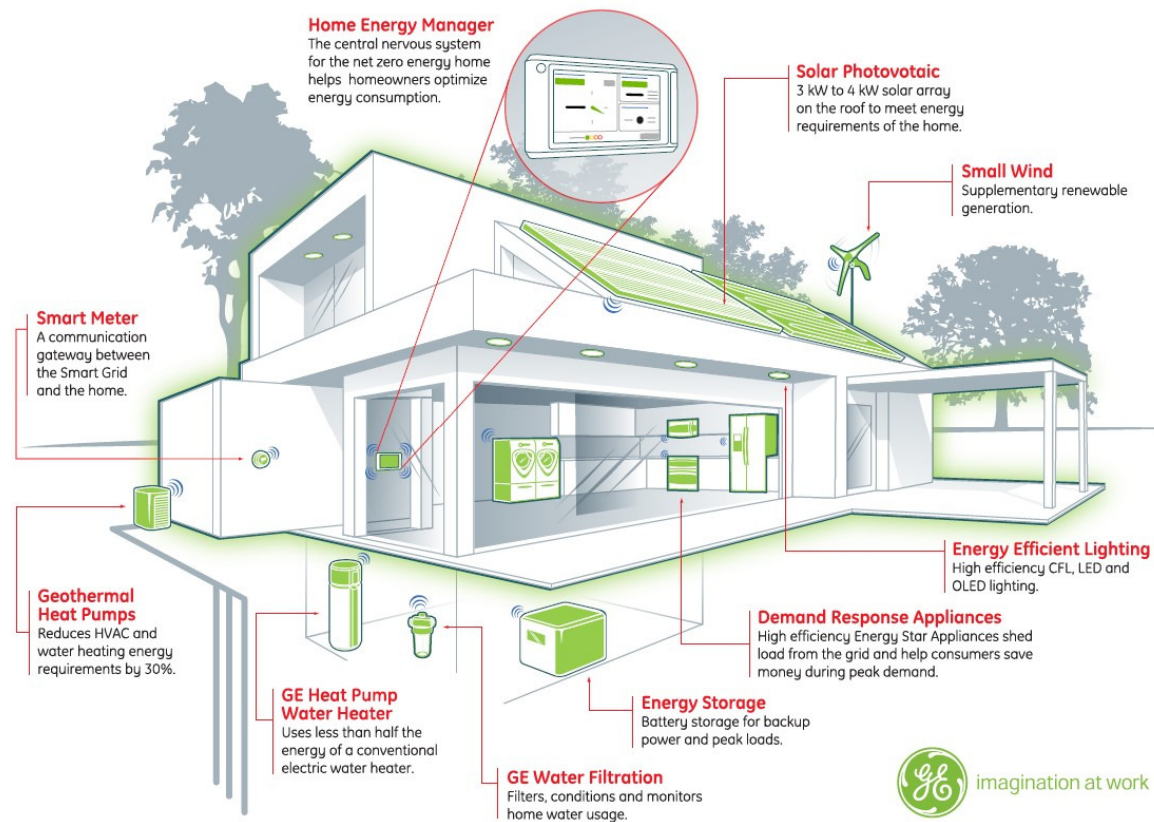 Home Energy Manager
The central nervous system
for the net zero energy home
helps homeowners optimize
energy consumption.
Solar Photovotaic
3 kW to 4 kW solar array
on the roof to meet energy
requirements of the home.
Small Wind
Supplementary renewable
generation.
Smart Meter
A communication
gateway between
the Smart Grid
and the home.
Geothermal
Heat Pumps
Reduces HVAC and
water heating energy
requirements by 30%.
GE Heat Pump
Water Heater
Uses less than half the
energy of a conventional
electric water heater.
GE Water Filtration
Filters, conditions and monitors
home water usage.
Energy Storage
Battery storage for backup
power and peak loads.
Demand Response Appliances
High efficiency Energy Star Appliances shed
load from the grid and help consumers save
money during peak demand.
Energy Efficient Lighting
High efficiency CFL, LED and
OLED lighting.
GE
imagination at work